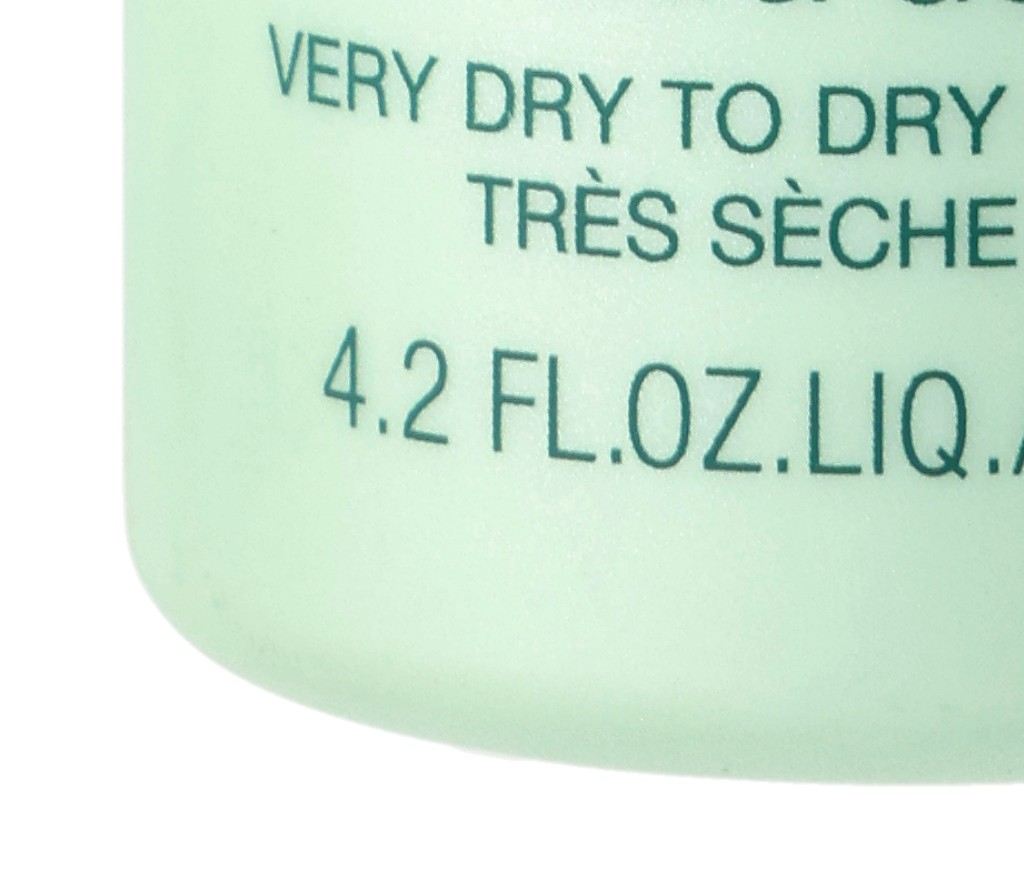 VERY DRY TO DRY
TRÈS SÈCHE
4.2 FL.OZ.LIQ.